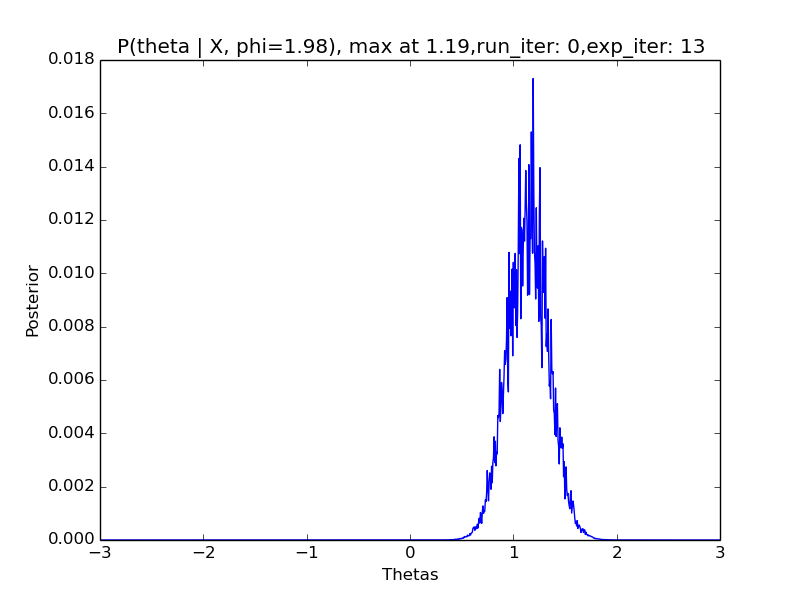 P(theta | X, phi=1.98), max at 1.19,run_iter: 0,exp_iter: 13
0.018
0.016
0.014
0.012
0.010
0.008
0.006
0.004
0.002
0.000
Posterior
−3 −2 −1 0 1 2 3
Thetas